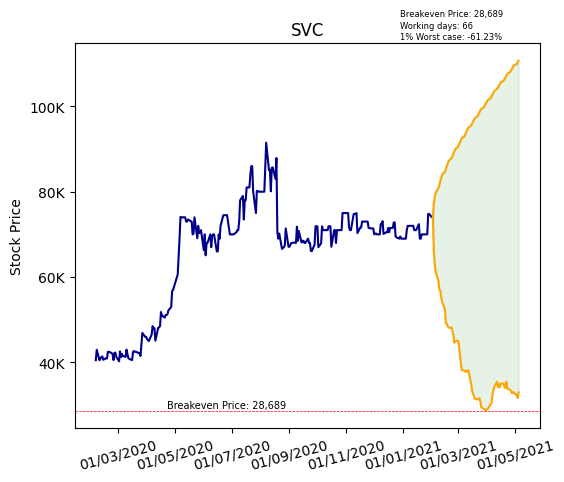 Breakeven Price: 28,689
Working days: 66
1% Worst case: -61.23%
SVC
Stock Price
100K
80K
60K
40K
Breakeven Price: 28,689
01/03/2020 01/05/2020 01/07/2020 01/09/2020 01/11/2020 01/01/2021 01/03/2021 01/05/2021